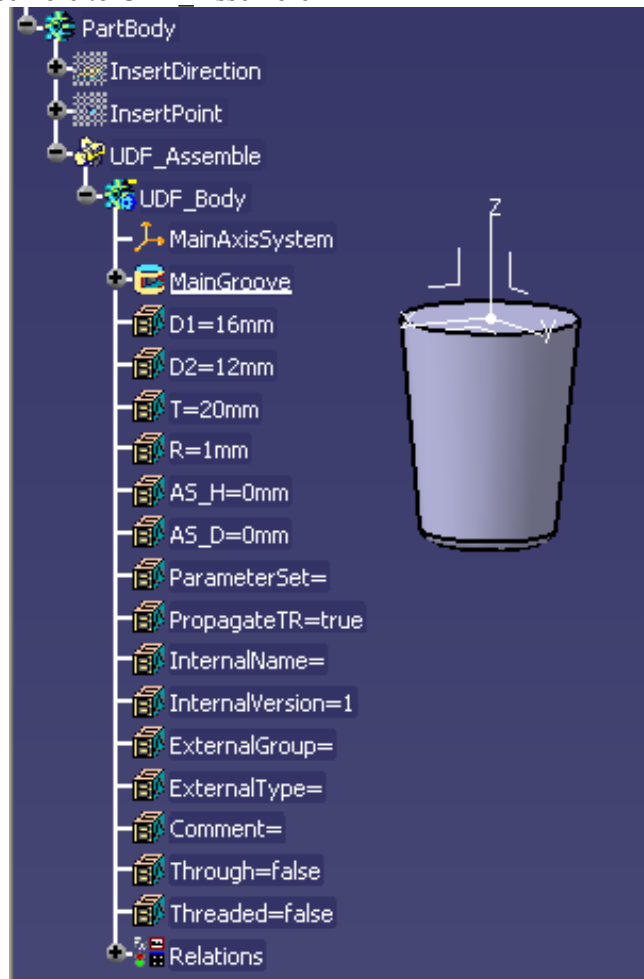 PartBody
InsertDirection
InsertPoint
UDF_Assemble
UDF_Body
MainAxisSystem
MainGroove
D1=16mm
D2=12mm
T=20mm
R=1mm
AS_H=0mm
AS_D=0mm
ParameterSet=
PropagateTR=true
InternalName=
InternalVersion=1
ExternalGroup=
ExternalType=
Comment=
Through=false
Threaded=false
Relations
z
x
y